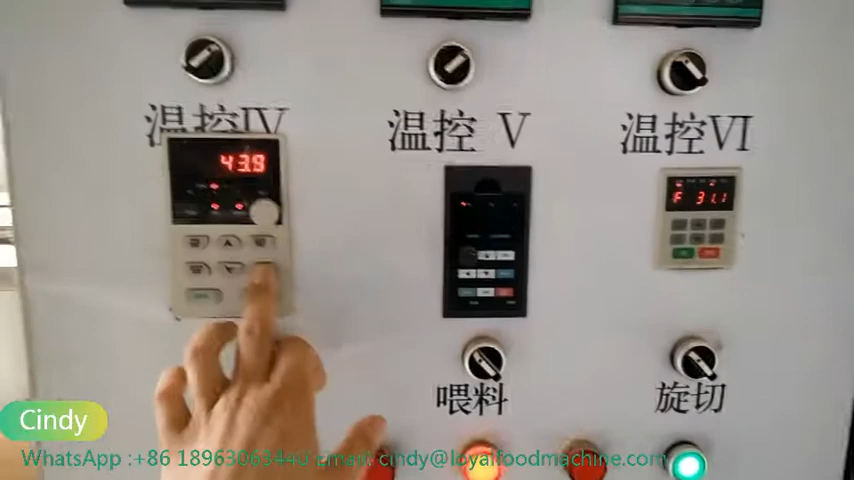 温控IV
温控 V
温控VI
43.9
F 31.1
喂料
旋切
Cindy
WhatsApp :+86 18963063440 Email: cindy@loyalfoodmachine.com